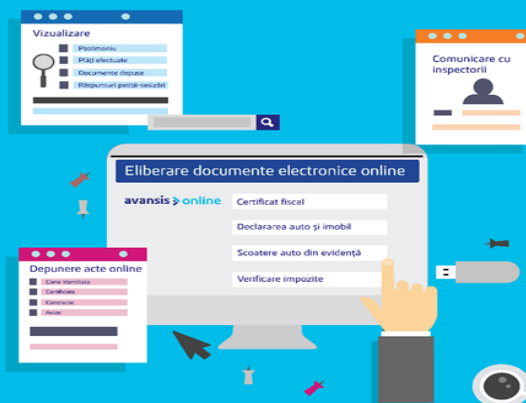 Vizualizare
Patrimoniu
Plăți efectuate
Documente depuse
Răspunsuri petiții-sesizări
Comunicare cu
inspectorii
Eliberare documente electronice online
avansis online
Certificat fiscal
Declararea auto și imobil
Scoatere auto din evidență
Verificare impozite
Depunere acte online
Carte identitate
Certificate
Contracte
Avize